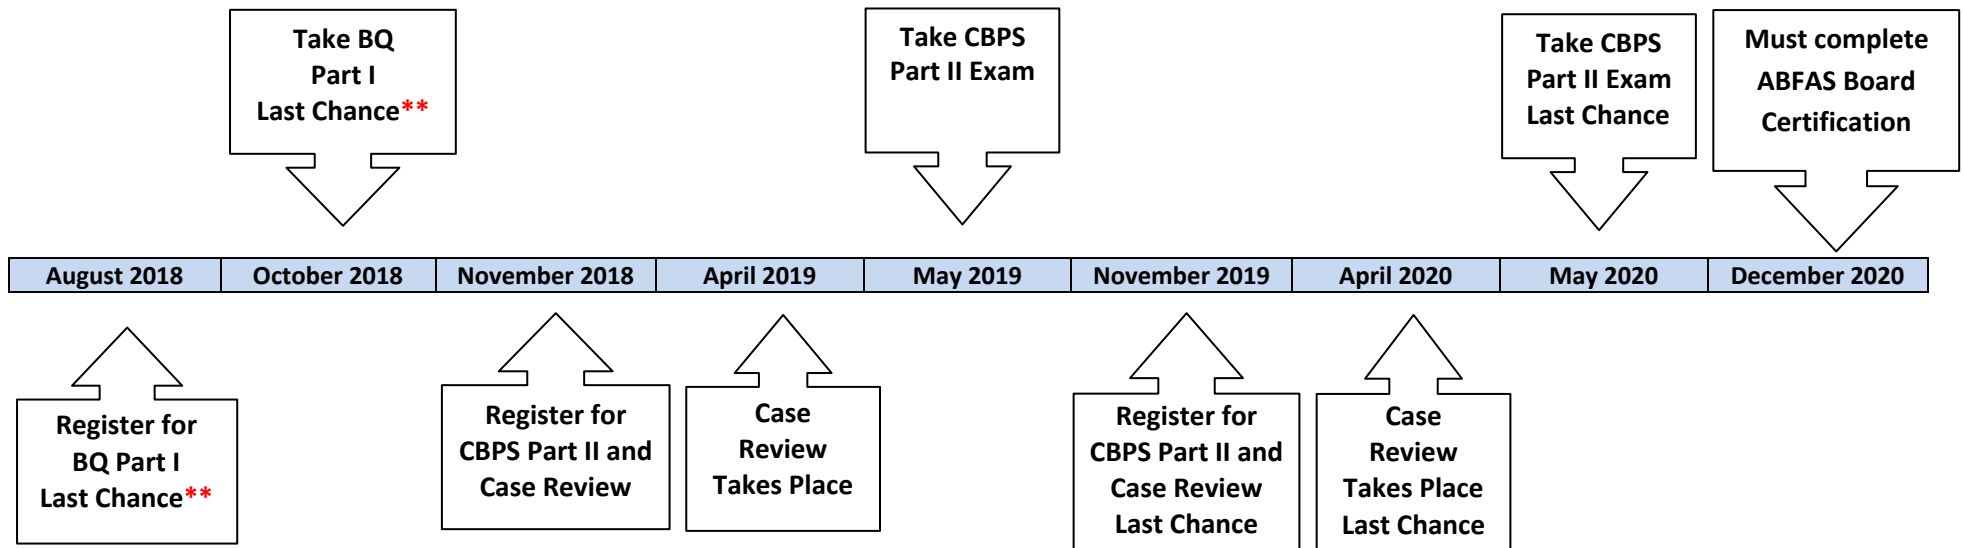 Take BQ
Part I
Last Chance**
Take CBPS
Part II Exam
Take CBPS
Part II Exam
Last Chance
Must complete
ABFAS Board
Certification
August 2018
October 2018
November 2018
April 2019
May 2019
November 2019
April 2020
May 2020
December 2020
Register for
BQ Part I
Last Chance**
Register for
CBPS Part II and
Case Review
Case
Review
Takes Place
Register for
CBPS Part II and
Case Review
Last Chance
Case
Review
Takes Place
Last Chance